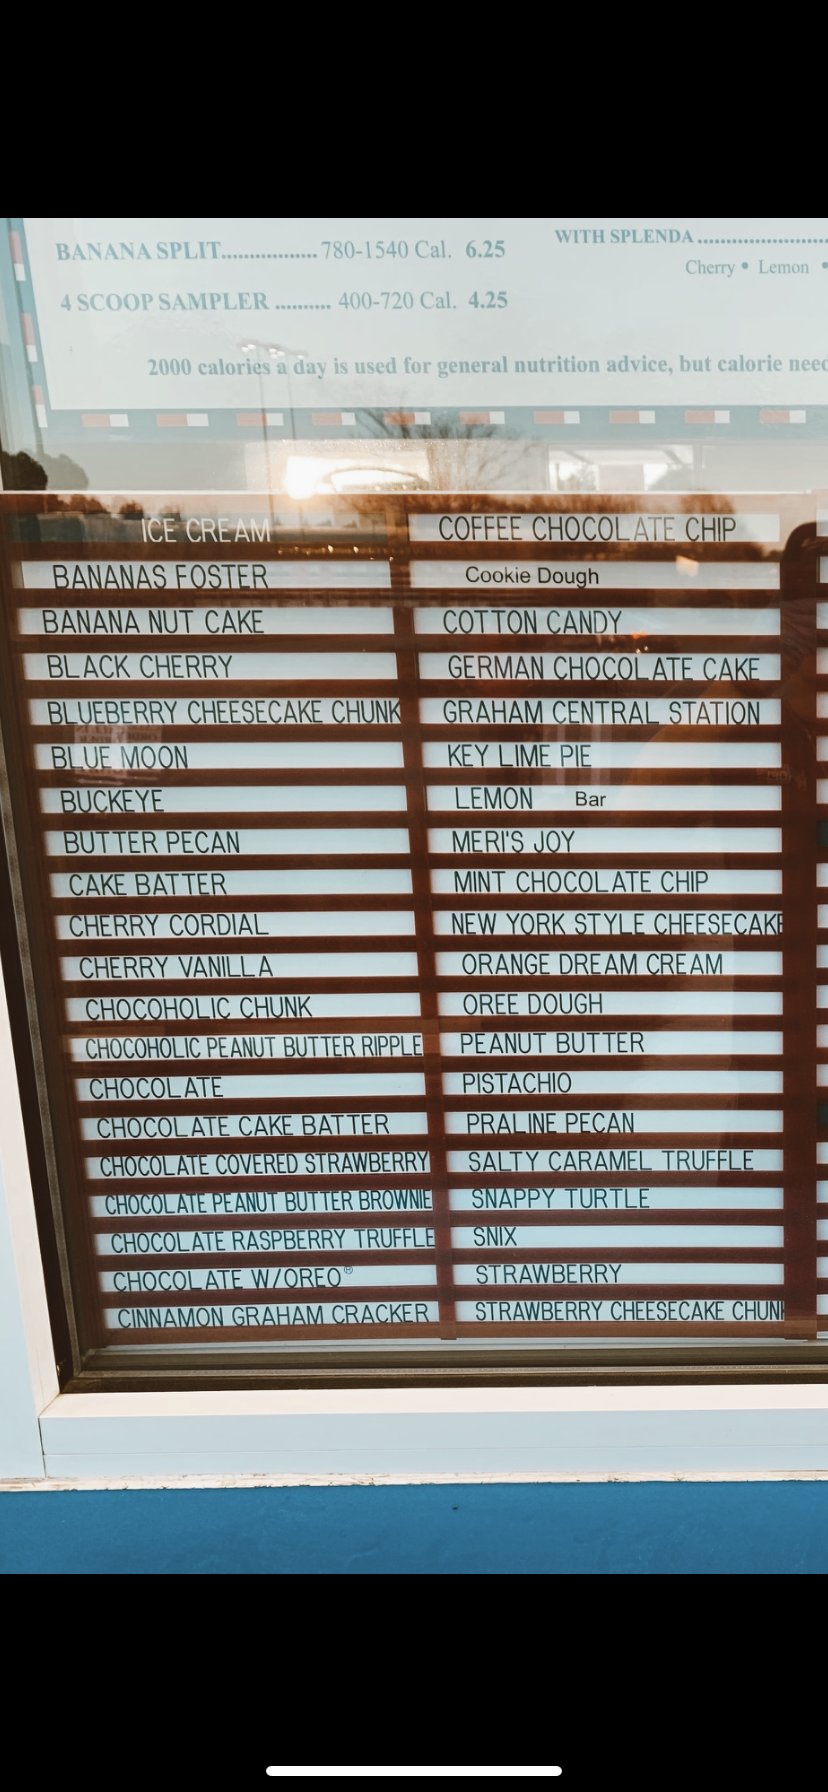 BANANA SPLIT................. 780-1540 Cal. 6.25
4 SCOOP SAMPLER .......... 400-720 Cal. 4.25
WITH SPLENDA
Cherry • Lemon •
2000 calories a day is used for general nutrition advice, but calorie
ICE CREAM
BANANAS FOSTER
BANANA NUT CAKE
BLACK CHERRY
BLUEBERRY CHEESECAKE CHUNK
BLUE MOON
BUCKEYE
BUTTER PECAN
CAKE BATTER
CHERRY CORDIAL
CHERRY VANILLA
CHOCOHOLIC CHUNK
CHOCOHOLIC PEANUT BUTTER RIPPLE
CHOCOLATE
CHOCOLATE CAKE BATTER
CHOCOLATE COVERED STRAWBERRY
CHOCOLATE PEANUT BUTTER BROWNIE
CHOCOLATE RASPBERRY TRUFFLE
CHOCOLATE W/OREO®
CINNAMON GRAHAM CRACKER
COFFEE CHOCOLATE CHIP
Cookie Dough
COTTON CANDY
GERMAN CHOCOLATE CAKE
GRAHAM CENTRAL STATION
KEY LIME PIE
LEMON Bar
MERI'S JOY
MINT CHOCOLATE CHIP
NEW YORK STYLE CHEESECAKE
ORANGE DREAM CREAM
OREE DOUGH
PEANUT BUTTER
PISTACHIO
PRALINE PECAN
SALTY CARAMEL TRUFFLE
SNAPPY TURTLE
SNIX
STRAWBERRY
STRAWBERRY CHEESECAKE CHUNK